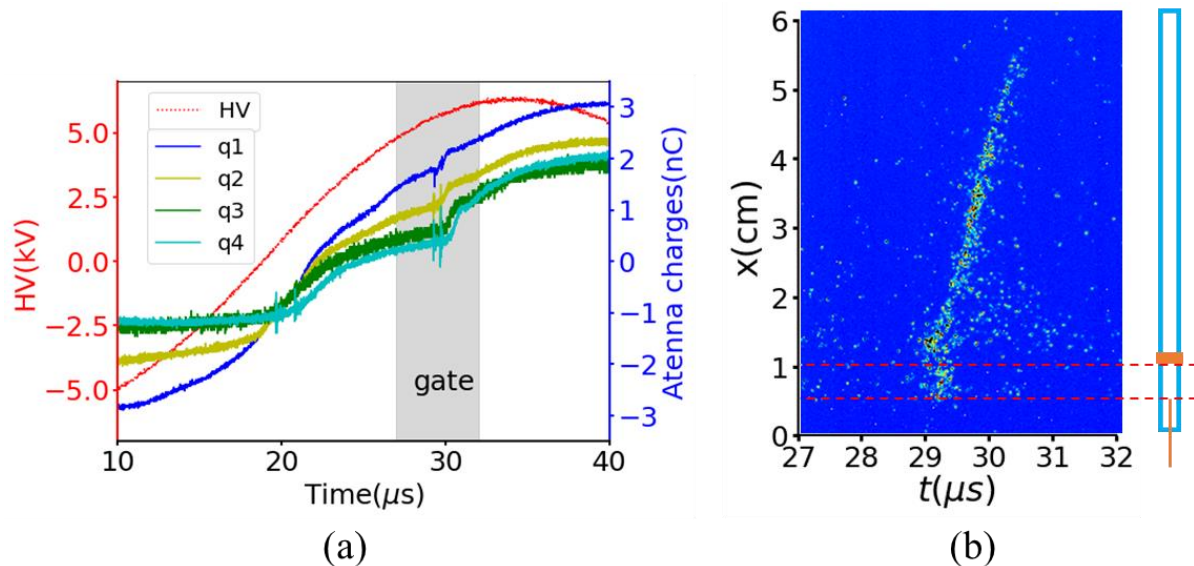 HV
q1
q2
q3
q4
gate
5.0
2.5
0.0
−2.5
−5.0
HV(kV)
3
2
1
0
−1
−2
−3
Atenna charges(nC)
10
20
30
40
Time(μs)
(a)
6
5
4
3
2
1
0
x(cm)
27
28
29
30
31
32
t(μs)
(b)